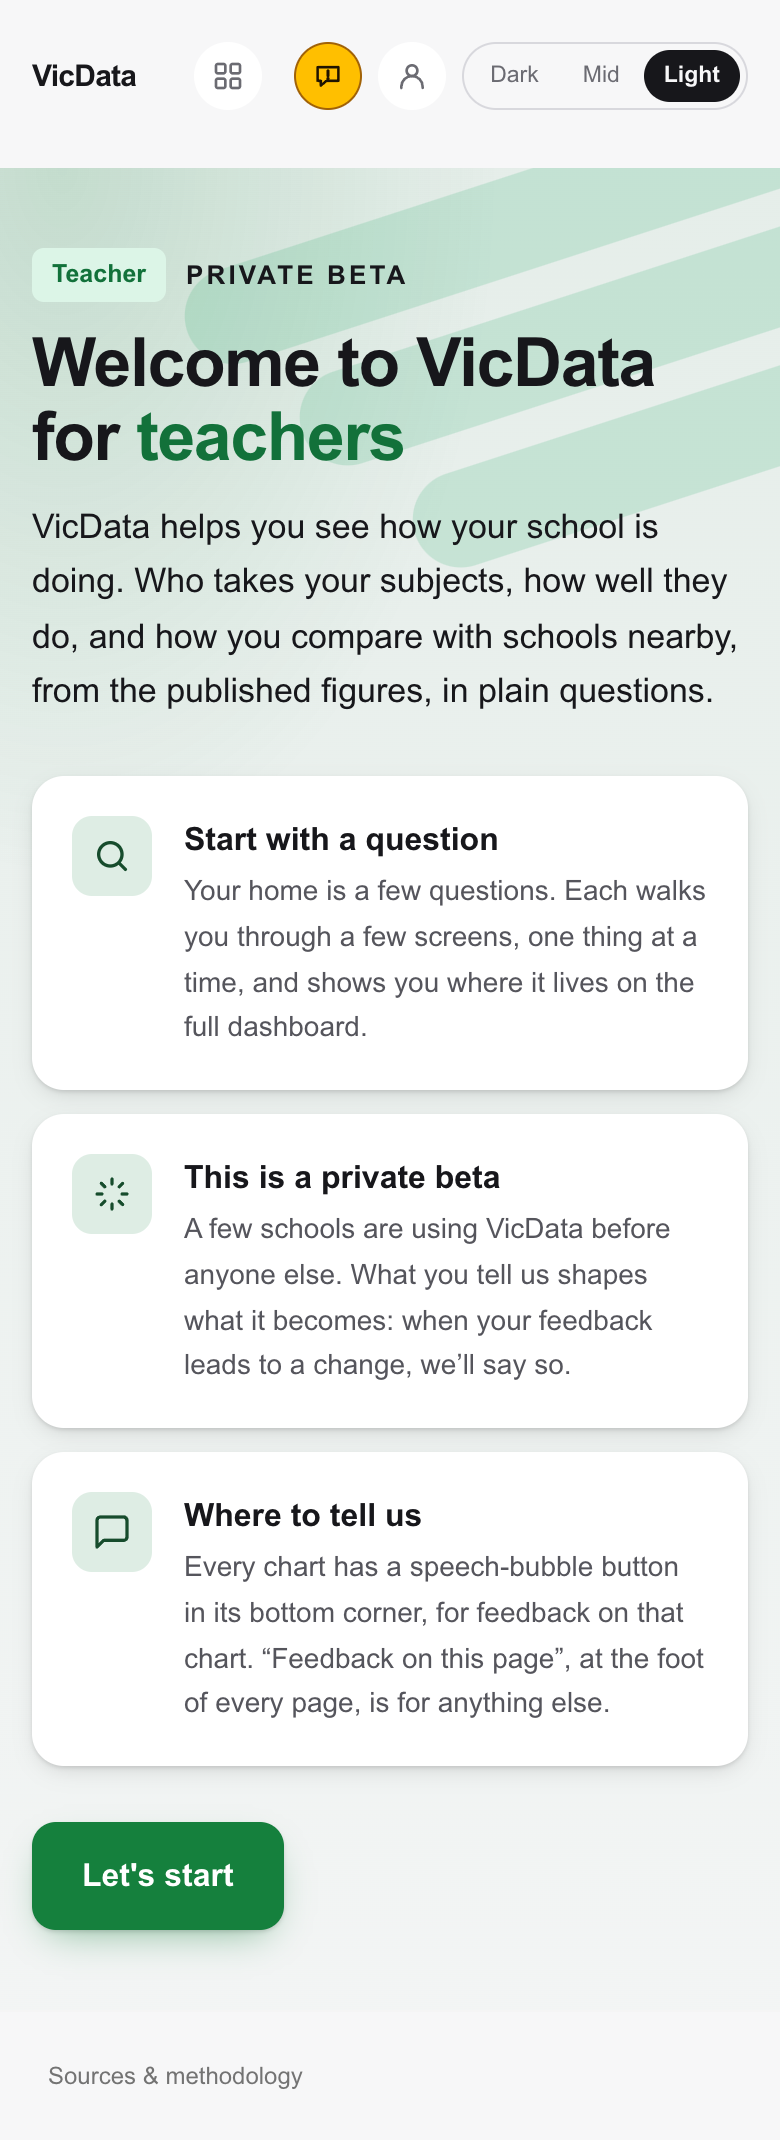 VicData
Dark Mid Light
Teacher PRIVATE BETA
Welcome to VicData
for teachers
VicData helps you see how your school is
doing. Who takes your subjects, how well they
do, and how you compare with schools nearby,
from the published figures, in plain questions.
Start with a question
Your home is a few questions. Each walks
you through a few screens, one thing at a
time, and shows you where it lives on the
full dashboard.
This is a private beta
A few schools are using VicData before
anyone else. What you tell us shapes
what it becomes: when your feedback
leads to a change, we’ll say so.
Where to tell us
Every chart has a speech-bubble button
in its bottom corner, for feedback on that
chart. “Feedback on this page”, at the foot
of every page, is for anything else.
Let's start
Sources & methodology